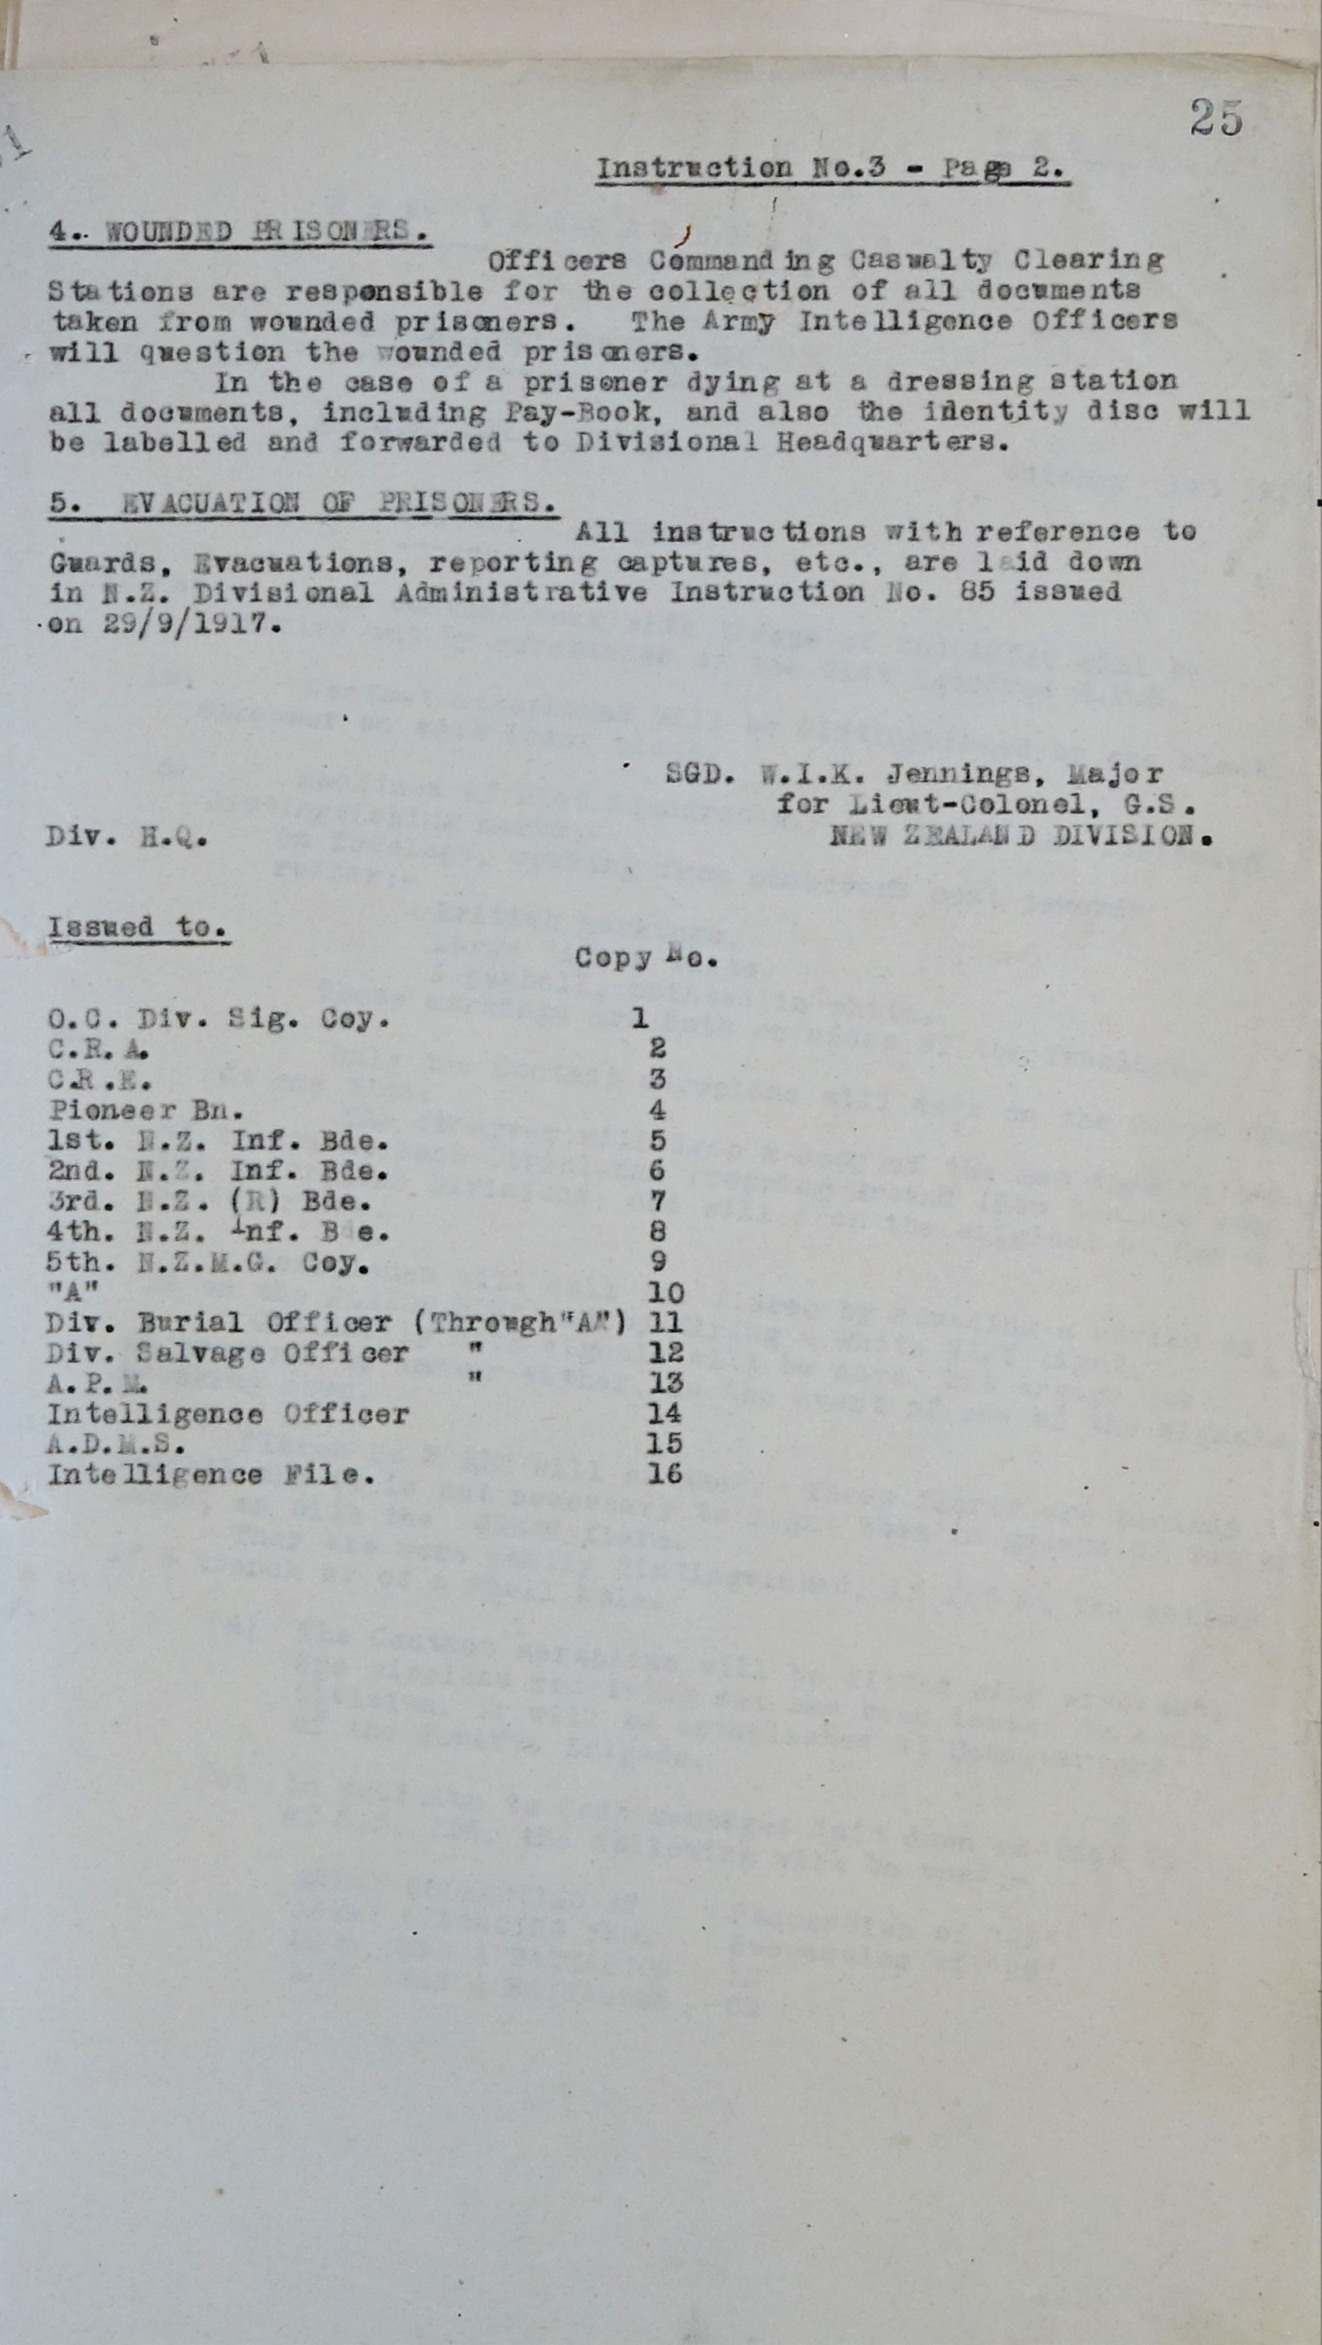 25
Instruction No.3 - Page 2.
4. WOUNDED PRISONERS.
Officers Commanding Casualty Clearing
Stations are responsible for the collection of all documents
taken from wounded prisoners. The Army Intelligence Officers
will question the wounded prisoners.
In the case of a prisoner dying at a dressing station
all documents, including Pay-Book, and also the identity disc will
be labelled and forwarded to Divisional Headquarters.
5. EVACUATION OF PRISONERS.
All instructions with reference to
Guards, Evacuations, reporting captures, etc., are laid down
in N.Z. Divisional Administrative Instruction No. 85 issued
on 29/9/1917.
SGD. W.I.K. Jennings, Major
for Lieut-Colonel, G.S.
Div. H.Q. NEW ZEALAND DIVISION.
Issued to.
Copy No.
O.C. Div. Sig. Coy. 1
C.R.A. 2
C.R.E. 3
Pioneer Bn. 4
1st. N.Z. Inf. Bde. 5
2nd. N.Z. Inf. Bde. 6
3rd. N.Z. (R) Bde. 7
4th. N.Z. Inf. Bde. 8
5th. N.Z.M.G. Coy. 9
"A" 10
Div. Burial Officer (Through "A") 11
Div. Salvage Officer " 12
A.P.M. " 13
Intelligence Officer 14
A.D.M.S. 15
Intelligence File. 16